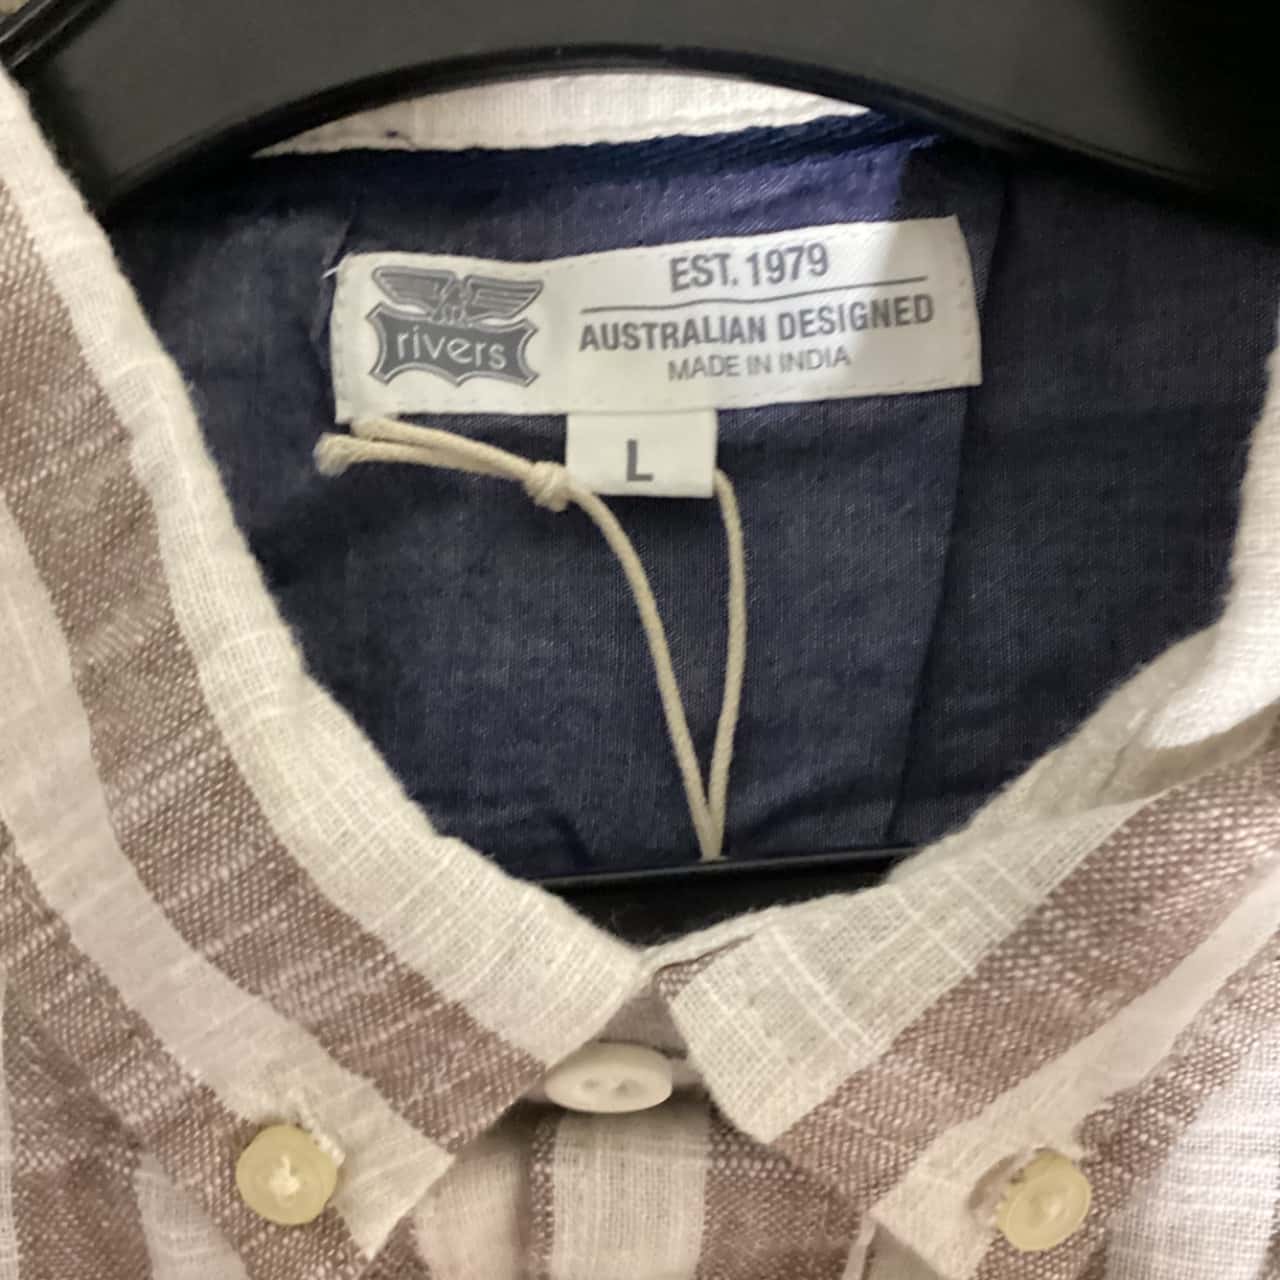 rivers
EST. 1979
AUSTRALIAN DESIGNED
MADE IN INDIA
L